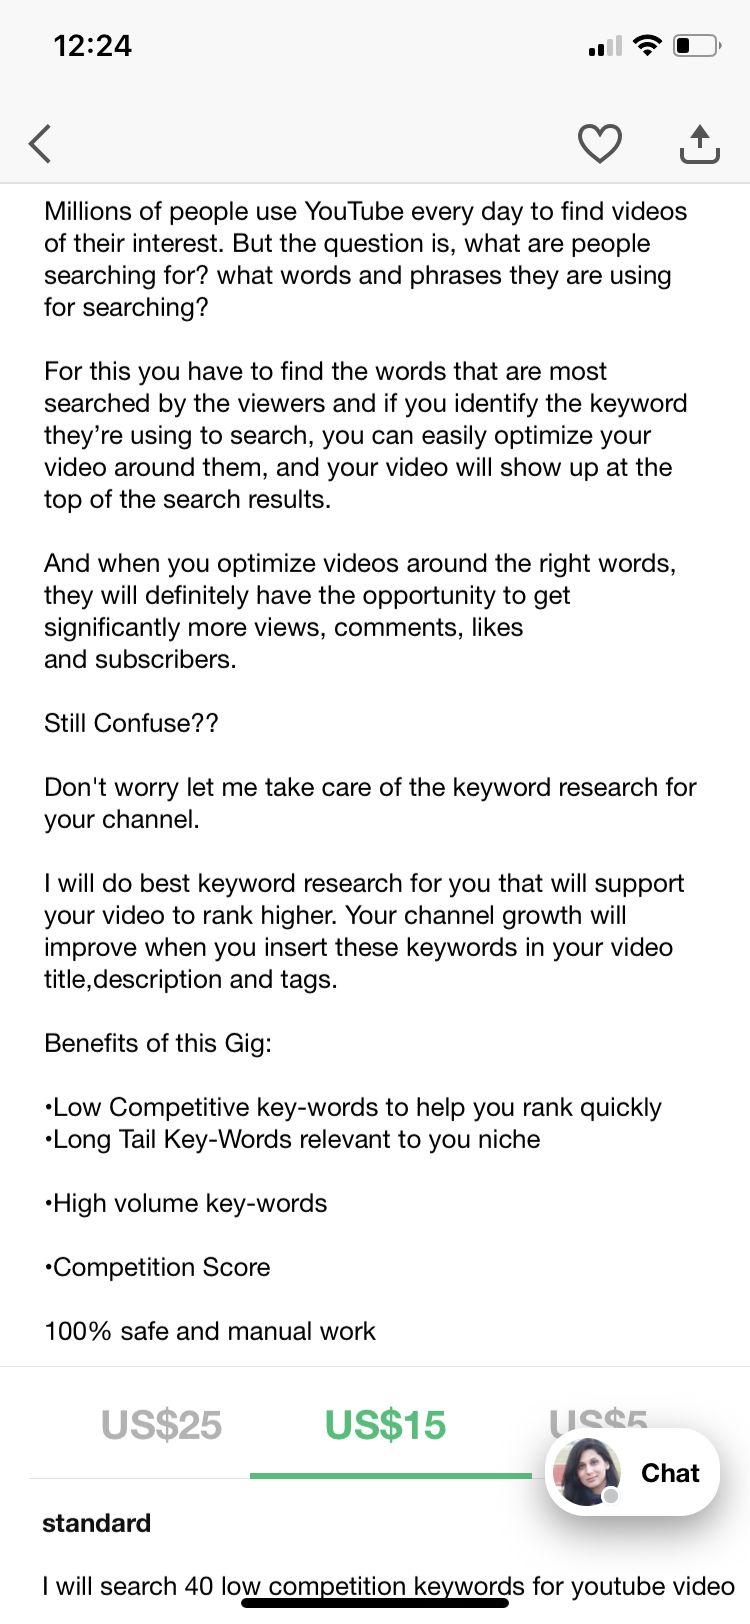 12:24
Millions of people use YouTube every day to find videos
of their interest. But the question is, what are people
searching for? what words and phrases they are using
for searching?
For this you have to find the words that are most
searched by the viewers and if you identify the keyword
they’re using to search, you can easily optimize your
video around them, and your video will show up at the
top of the search results.
And when you optimize videos around the right words,
they will definitely have the opportunity to get
significantly more views, comments, likes
and subscribers.
Still Confuse??
Don't worry let me take care of the keyword research for
your channel.
I will do best keyword research for you that will support
your video to rank higher. Your channel growth will
improve when you insert these keywords in your video
title,description and tags.
Benefits of this Gig:
•Low Competitive key-words to help you rank quickly
•Long Tail Key-Words relevant to you niche
•High volume key-words
•Competition Score
100% safe and manual work
US$25 US$15 US$5
Chat
standard
I will search 40 low competition keywords for youtube video